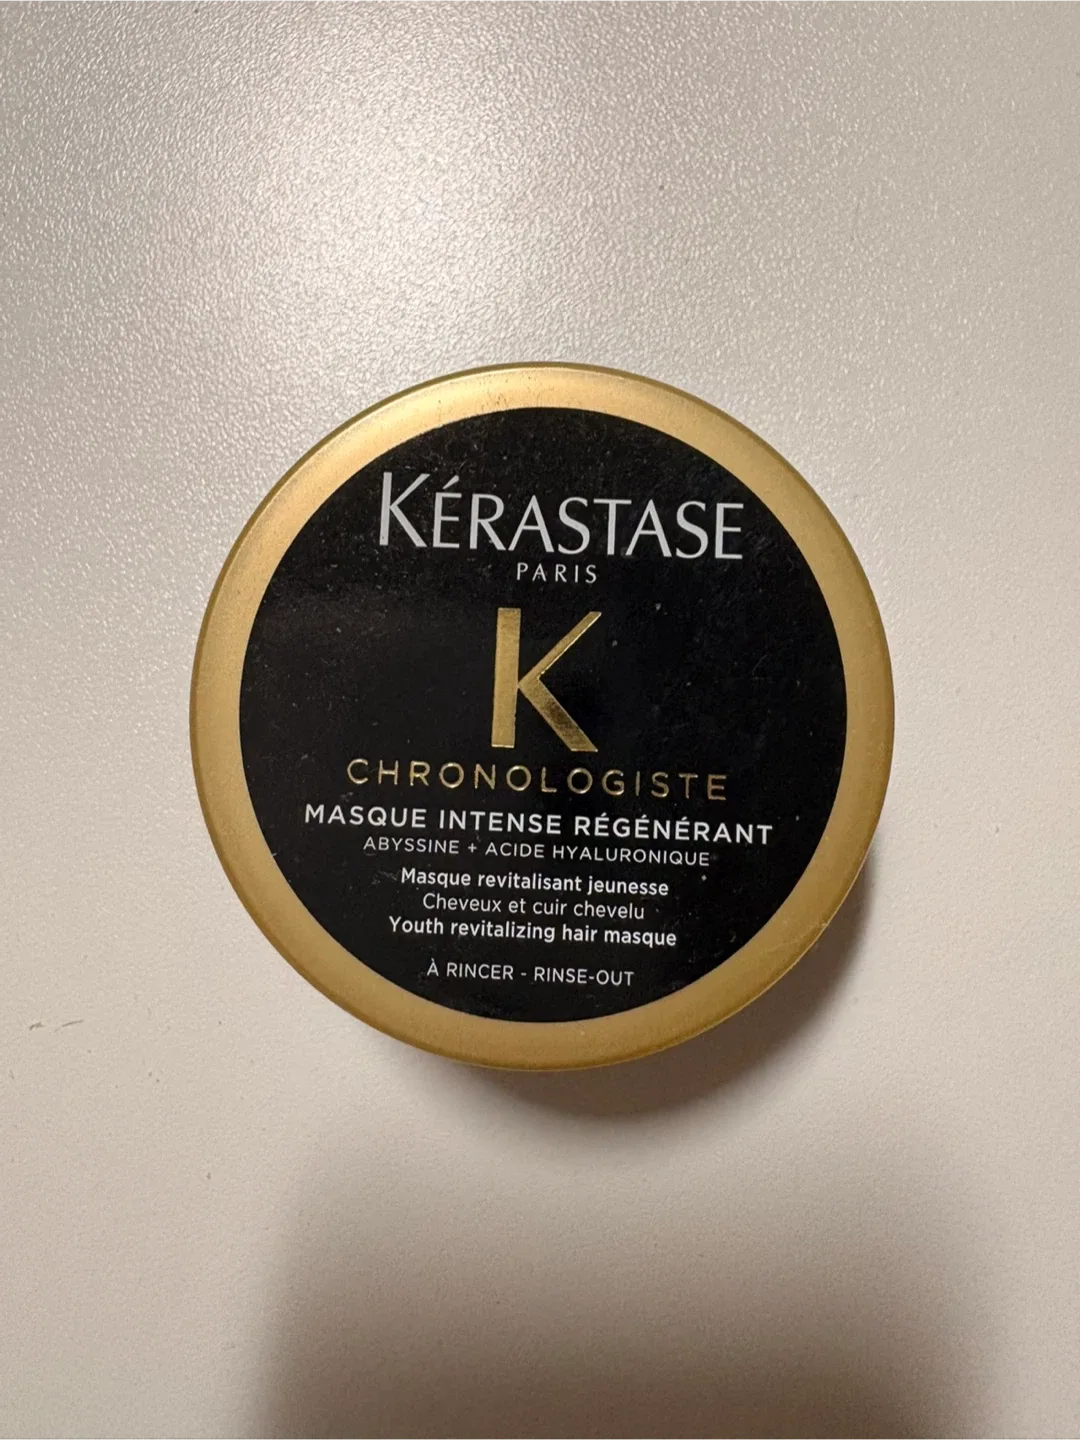 KÉRASTASE
PARIS
K
CHRONOLOGISTE
MASQUE INTENSE RÉGÉNÉRANT
ABYSSINE + ACIDE HYALURONIQUE
Masque revitalisant jeunesse
Cheveux et cuir chevelu
Youth revitalizing hair masque
À RINCER - RINSE-OUT